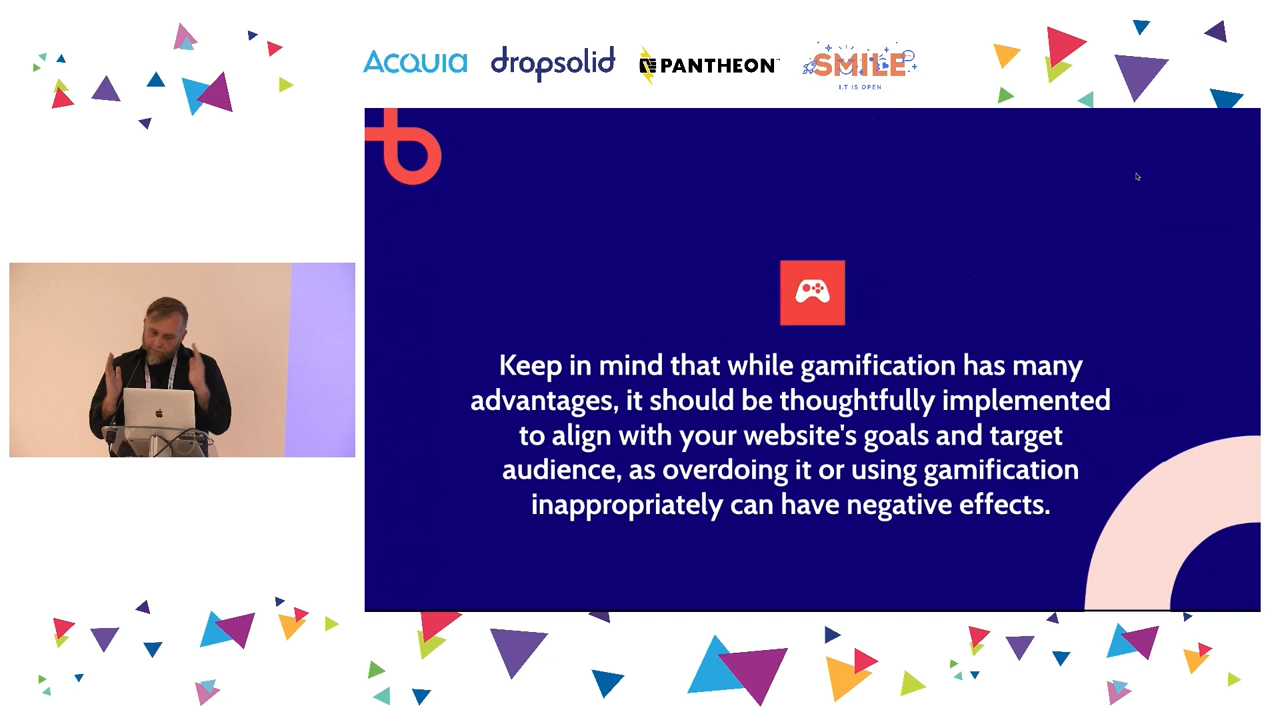 Acquia
dropsolid
PANTHEON
SMILE
I.T IS OPEN
Keep in mind that while gamification has many
advantages, it should be thoughtfully implemented
to align with your website's goals and target
audience, as overdoing it or using gamification
inappropriately can have negative effects.